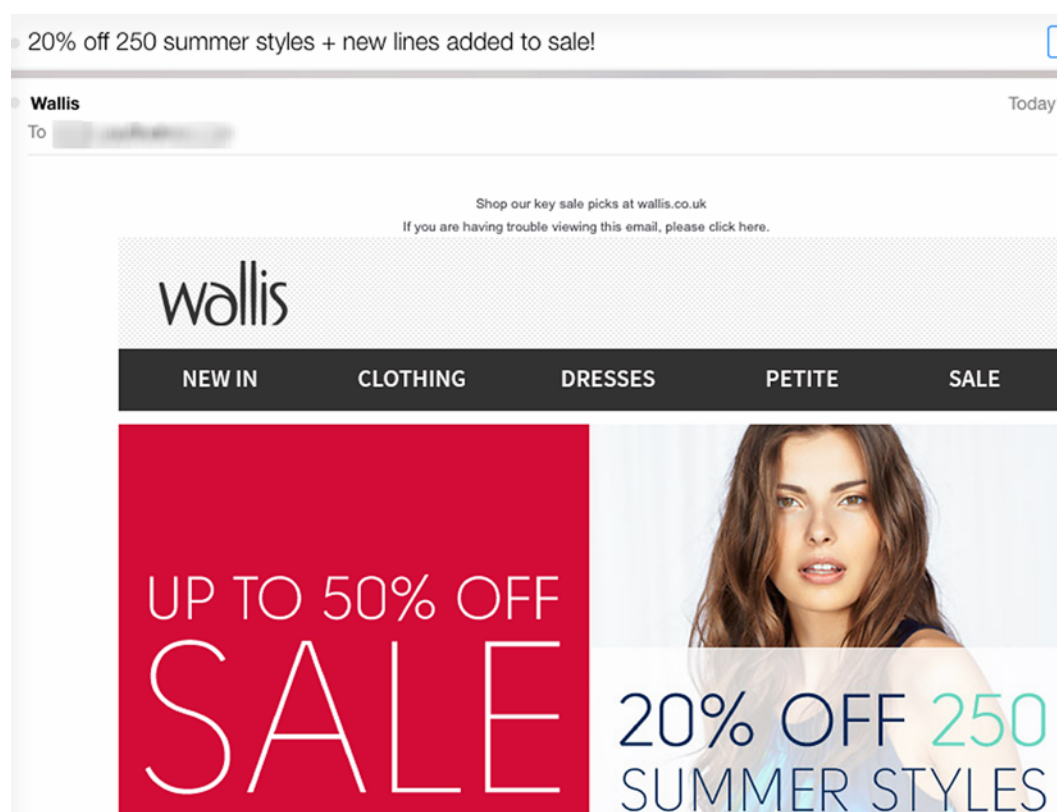 20% off 250 summer styles + new lines added to sale!
Wallis
Today
To
Shop our key sale picks at wallis.co.uk
If you are having trouble viewing this email, please click here.
wallis
NEW IN CLOTHING DRESSES PETITE SALE
UP TO 50% OFF
SALE
20% OFF 250
SUMMER STYLES